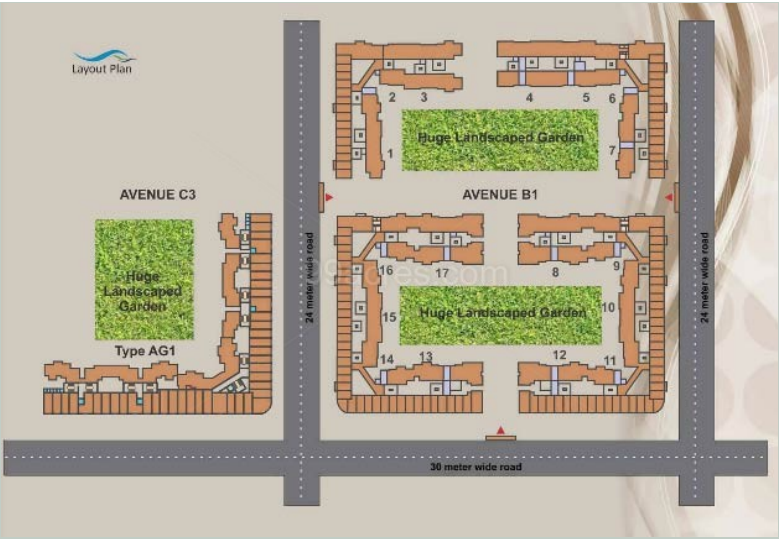 Layout Plan
2
3
4
5
6
Huge Landscaped Garden
1
7
AVENUE C3
AVENUE B1
24 meter wide road
24 meter wide road
Huge
Landscaped
Garden
16
17
8
9
99acres.com
15
Huge Landscaped Garden
10
Type AG1
14
13
12
11
30 meter wide road